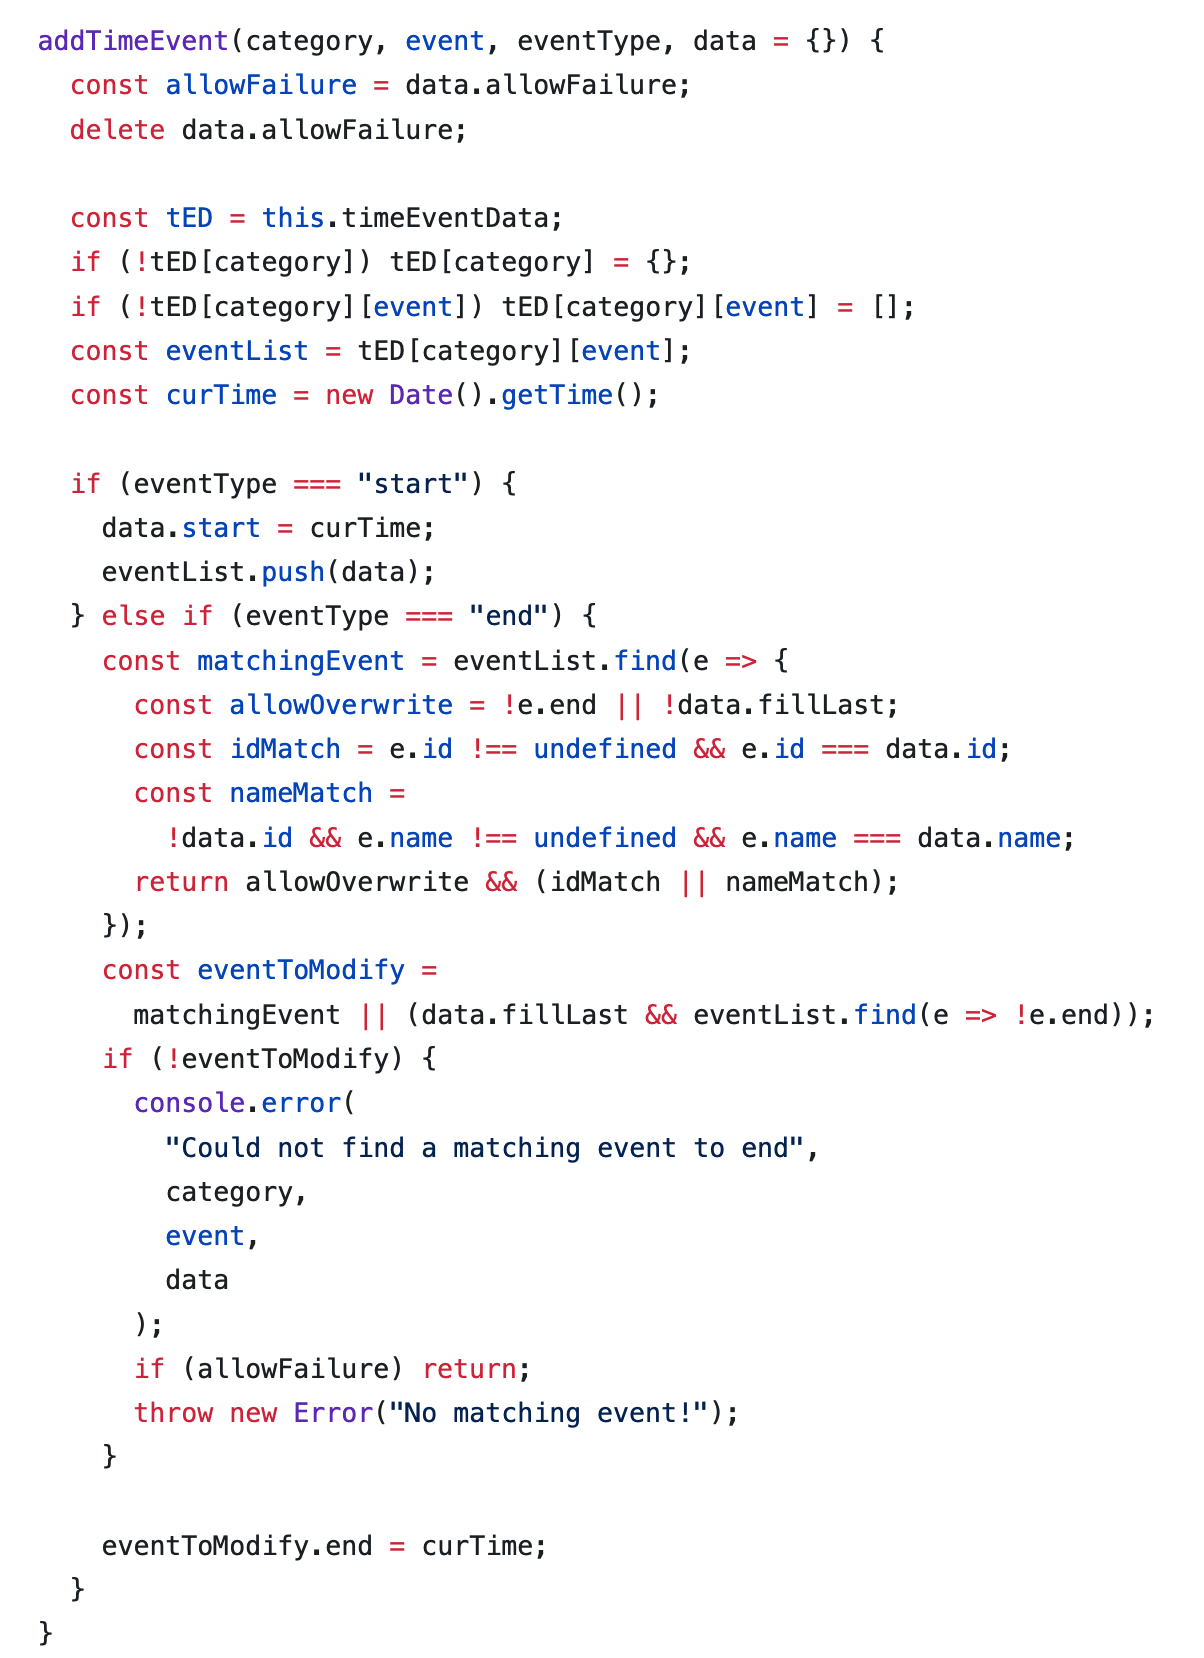 addTimeEvent(category, event, eventType, data = {}) {
  const allowFailure = data.allowFailure;
  delete data.allowFailure;

  const tED = this.timeEventData;
  if (!tED[category]) tED[category] = {};
  if (!tED[category][event]) tED[category][event] = [];
  const eventList = tED[category][event];
  const curTime = new Date().getTime();

  if (eventType === "start") {
    data.start = curTime;
    eventList.push(data);
  } else if (eventType === "end") {
    const matchingEvent = eventList.find(e => {
      const allowOverwrite = !e.end || !data.fillLast;
      const idMatch = e.id !== undefined && e.id === data.id;
      const nameMatch =
        !data.id && e.name !== undefined && e.name === data.name;
      return allowOverwrite && (idMatch || nameMatch);
    });
    const eventToModify =
      matchingEvent || (data.fillLast && eventList.find(e => !e.end));
    if (!eventToModify) {
      console.error(
        "Could not find a matching event to end",
        category,
        event,
        data
      );
      if (allowFailure) return;
      throw new Error("No matching event!");
    }

    eventToModify.end = curTime;
  }
}